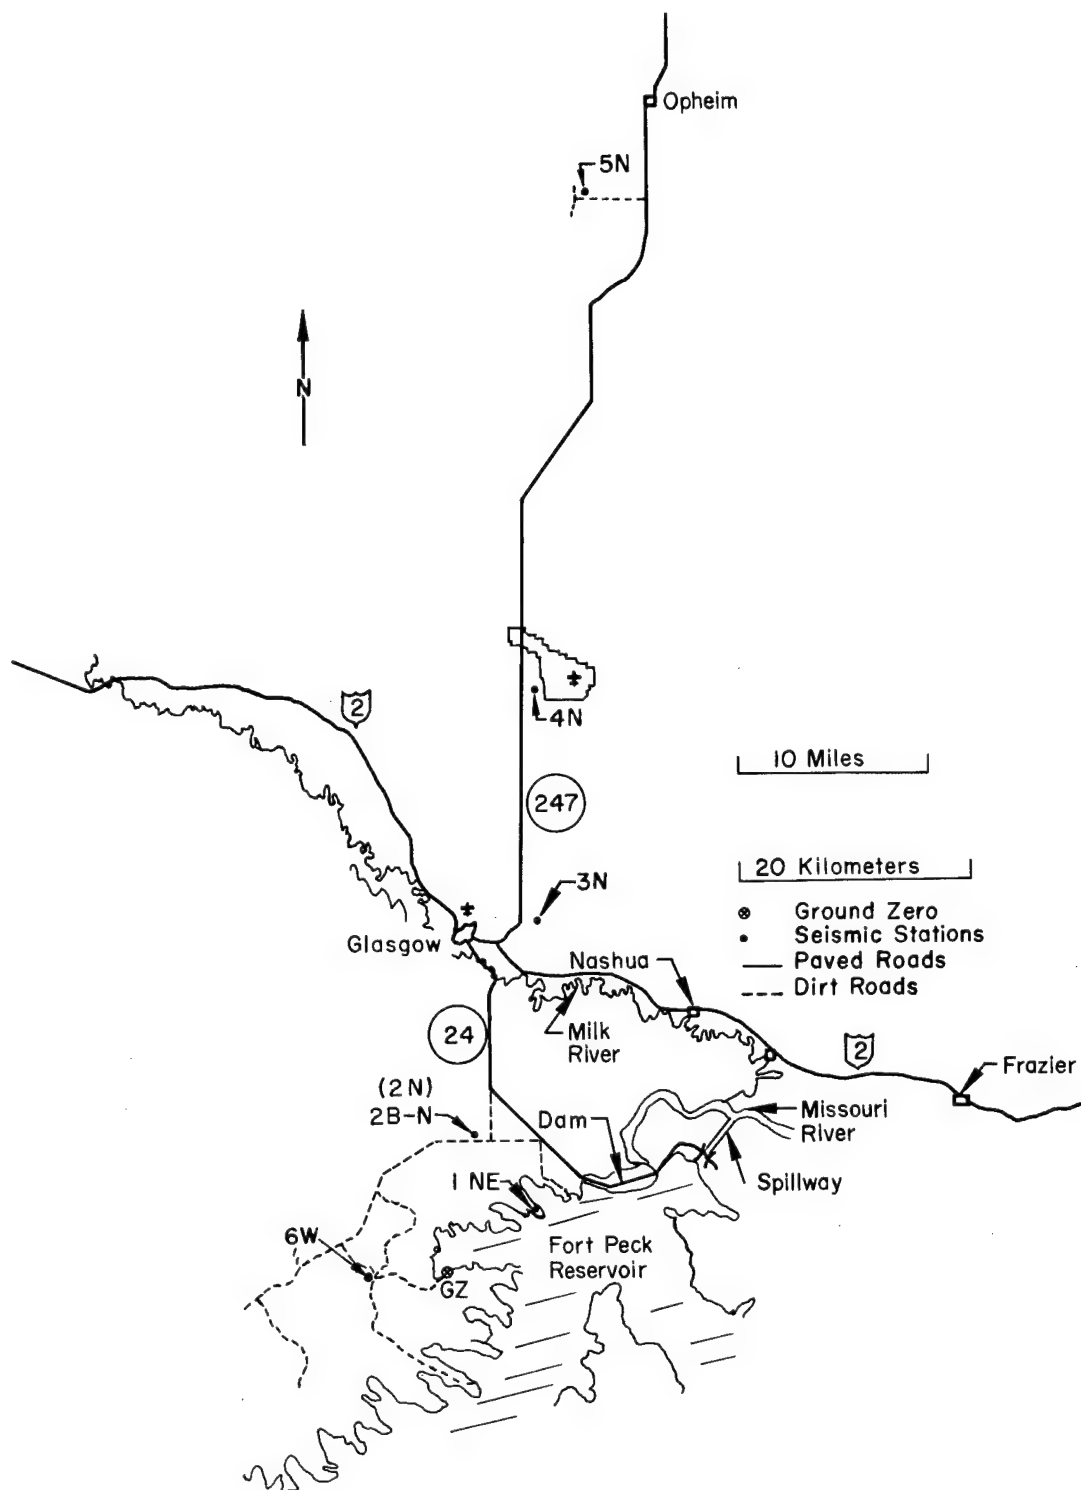 Opheim
5N
N
2
4N
10 Miles
247
20 Kilometers
3N
Ground Zero
Glasgow
Seismic Stations
Nashua
Paved Roads
Dirt Roads
24
Milk
River
2
Frazier
(2N)
2B-N
Dam
Missouri
River
1 NE
Spillway
6W
Fort Peck
Reservoir
GZ